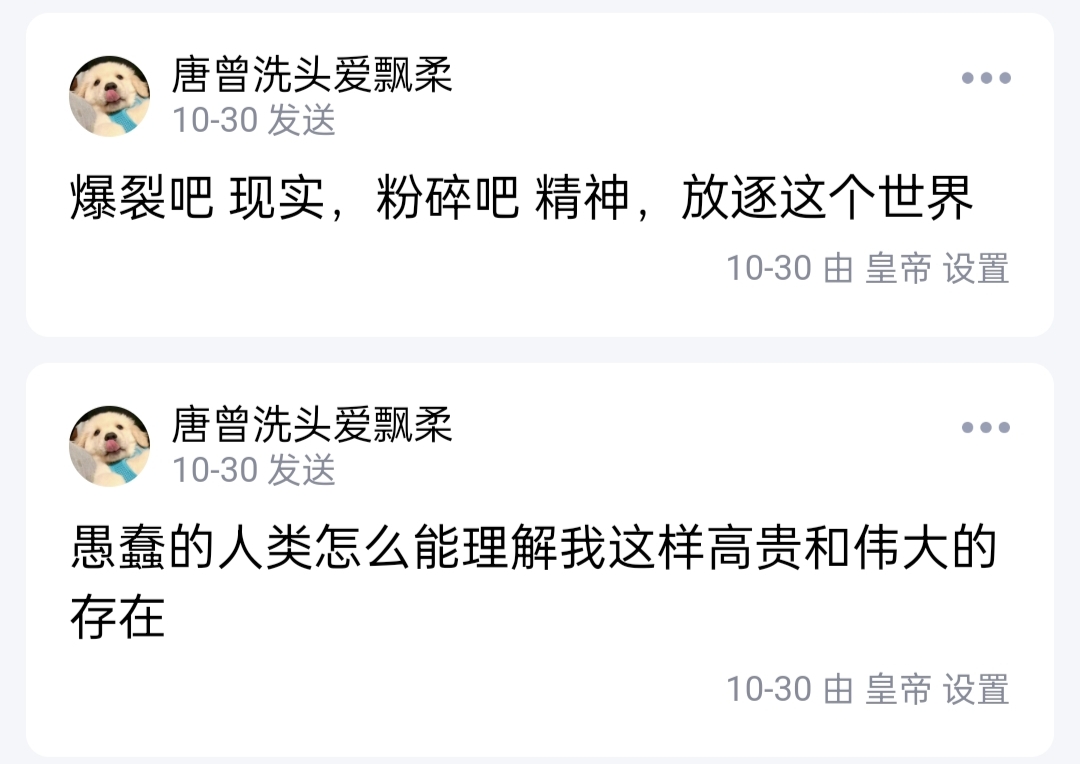 唐曾洗头爱飘柔
10-30 发送
爆裂吧 现实，粉碎吧 精神，放逐这个世界
10-30 由 皇帝 设置
唐曾洗头爱飘柔
10-30 发送
愚蠢的人类怎么能理解我这样高贵和伟大的
存在
10-30 由 皇帝 设置